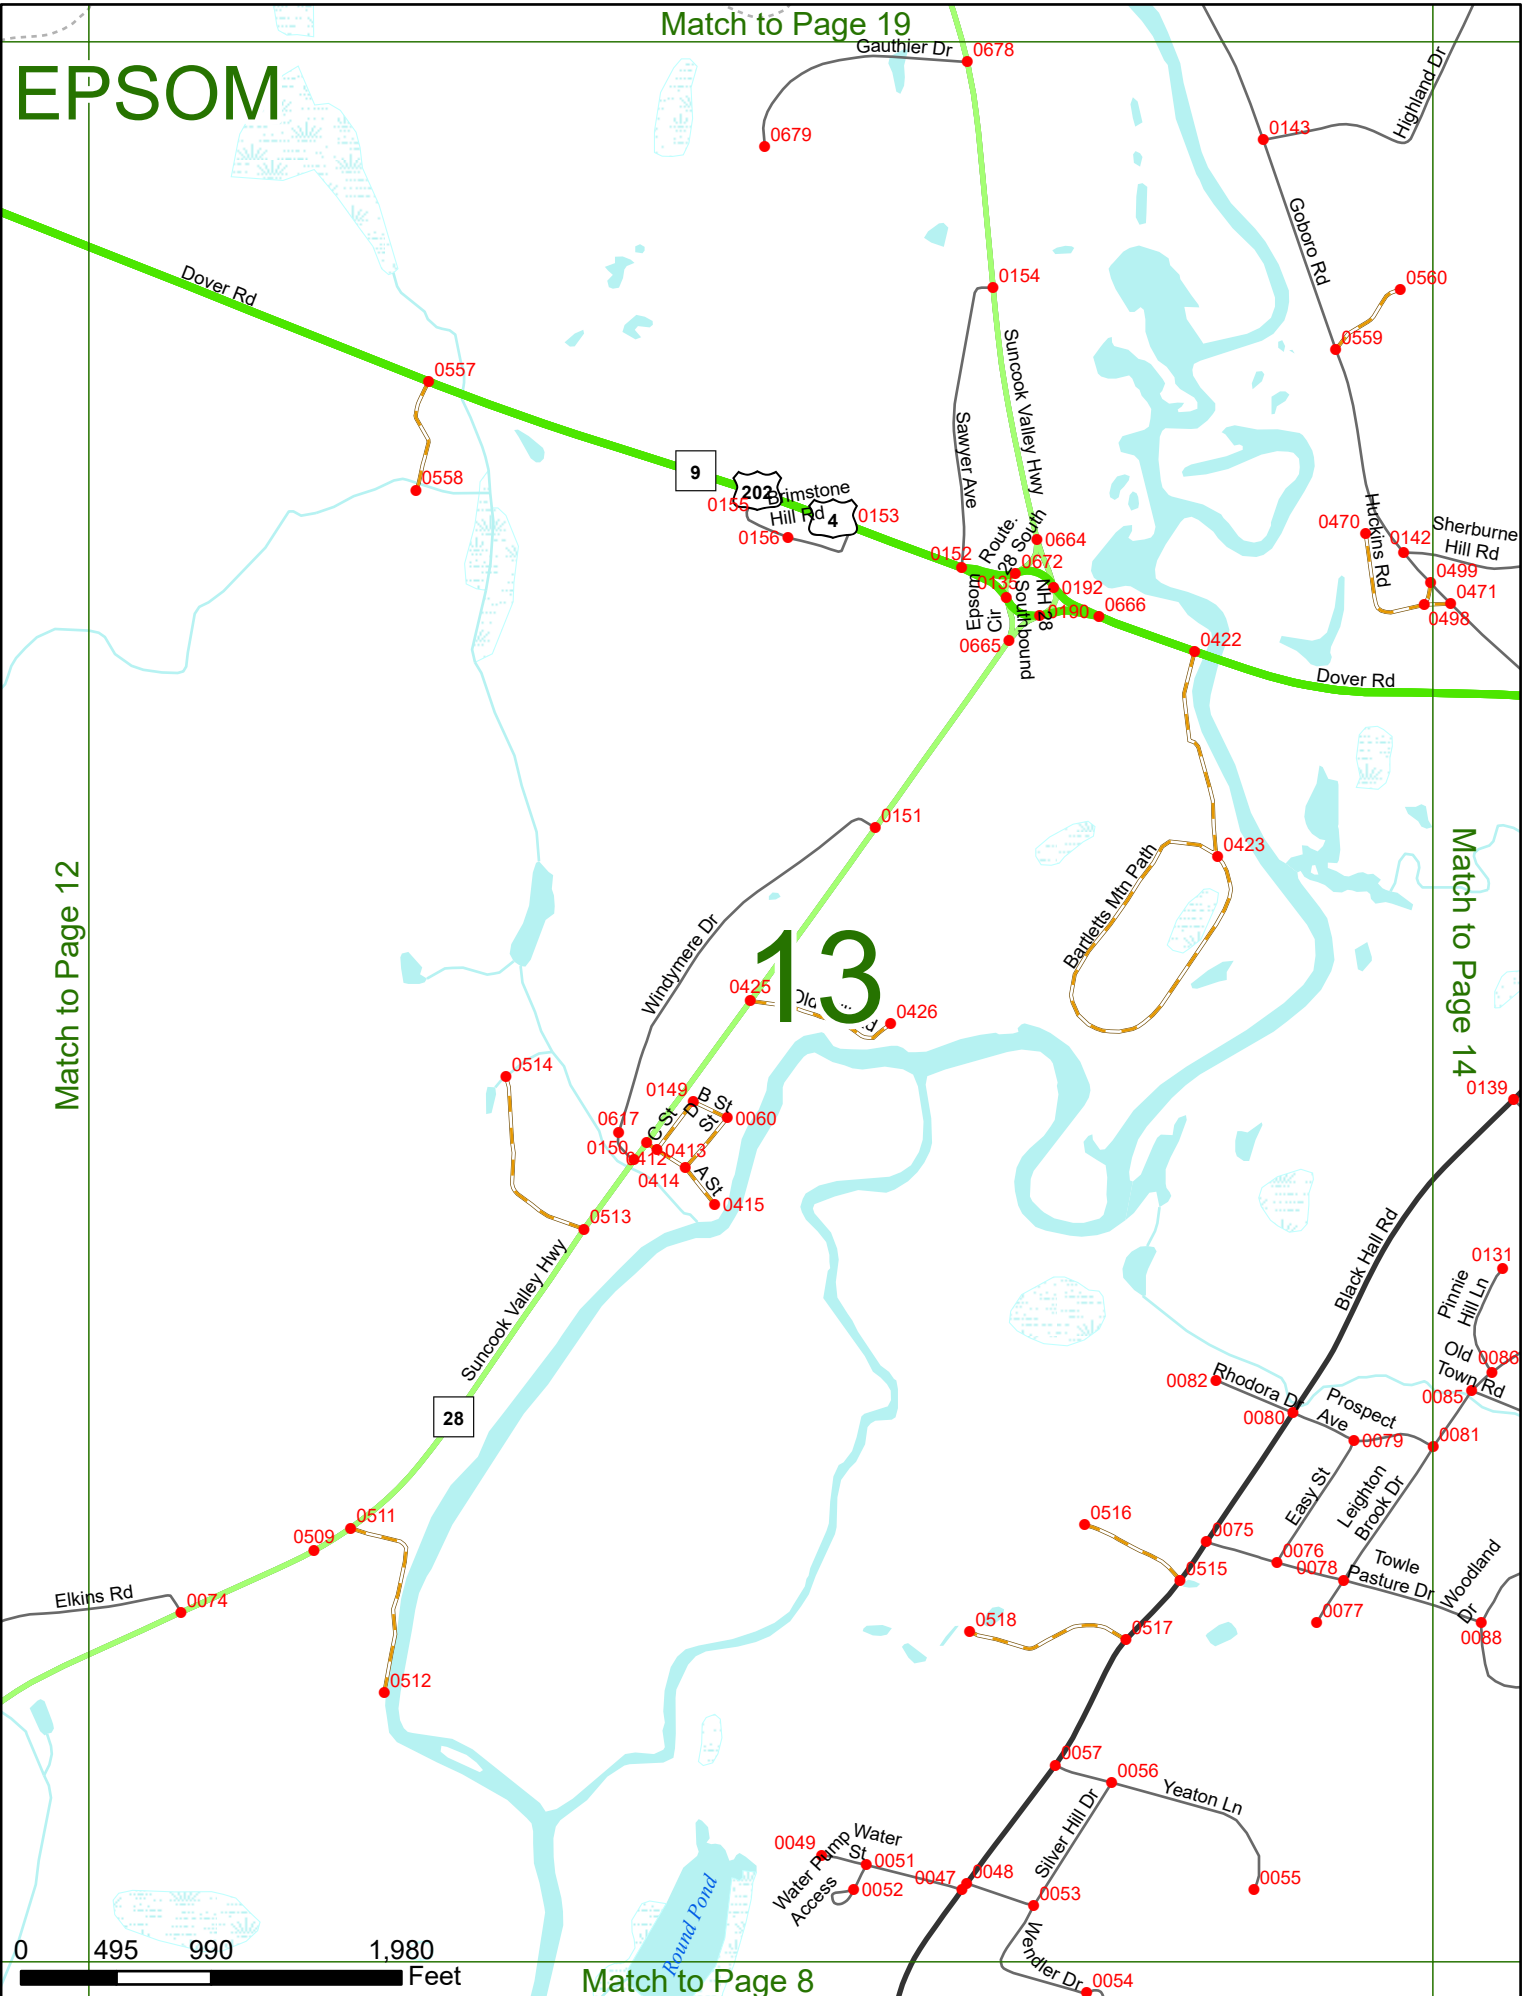 Match to Page 19
EPSOM
Gauthier Dr
0678
0679
0143
Highland Dr
Goboro Rd
0154
0560
0559
Dover Rd
0557
0558
Suncook Valley Hwy
Sawyer Ave
9
202
4
Brimstone
Hill Rd
0155
0156
0153
0152
Route.
28 South
0664
0672
0135
0192
NH 28
Southbound
0190
0666
Epsom
Cir
0665
0422
Dover Rd
0470
Huckins Rd
0142
Sherburne
Hill Rd
0499
0471
0498
0151
0423
Bartletts Mtn Path
Match to Page 12
Match to Page 14
Windymere Dr
13
0425
Old
0426
0514
0149
B St
D
St
0060
C St
0617
0150
0412
0413
0414
A St
0415
0513
0139
Suncook Valley Hwy
28
Black Hall Rd
0131
Pinnie
Hill Ln
Old
Town Rd
0086
0085
0082
Rhodora Dr
0080
Prospect
Ave
0079
0081
Easy St
Leighton
Brook Dr
0511
0509
0516
0075
0076
0078
Towle
Pasture Dr
Woodland
Dr
0515
Elkins Rd
0074
0077
0088
0518
0517
0512
0057
0056
Yeaton Ln
Silver Hill Dr
0049
Water
St
Water Pump
Access
0051
0052
0047
0048
0053
0055
Round Pond
Wendler Dr
0054
0
495
990
1,980
Feet
Match to Page 8